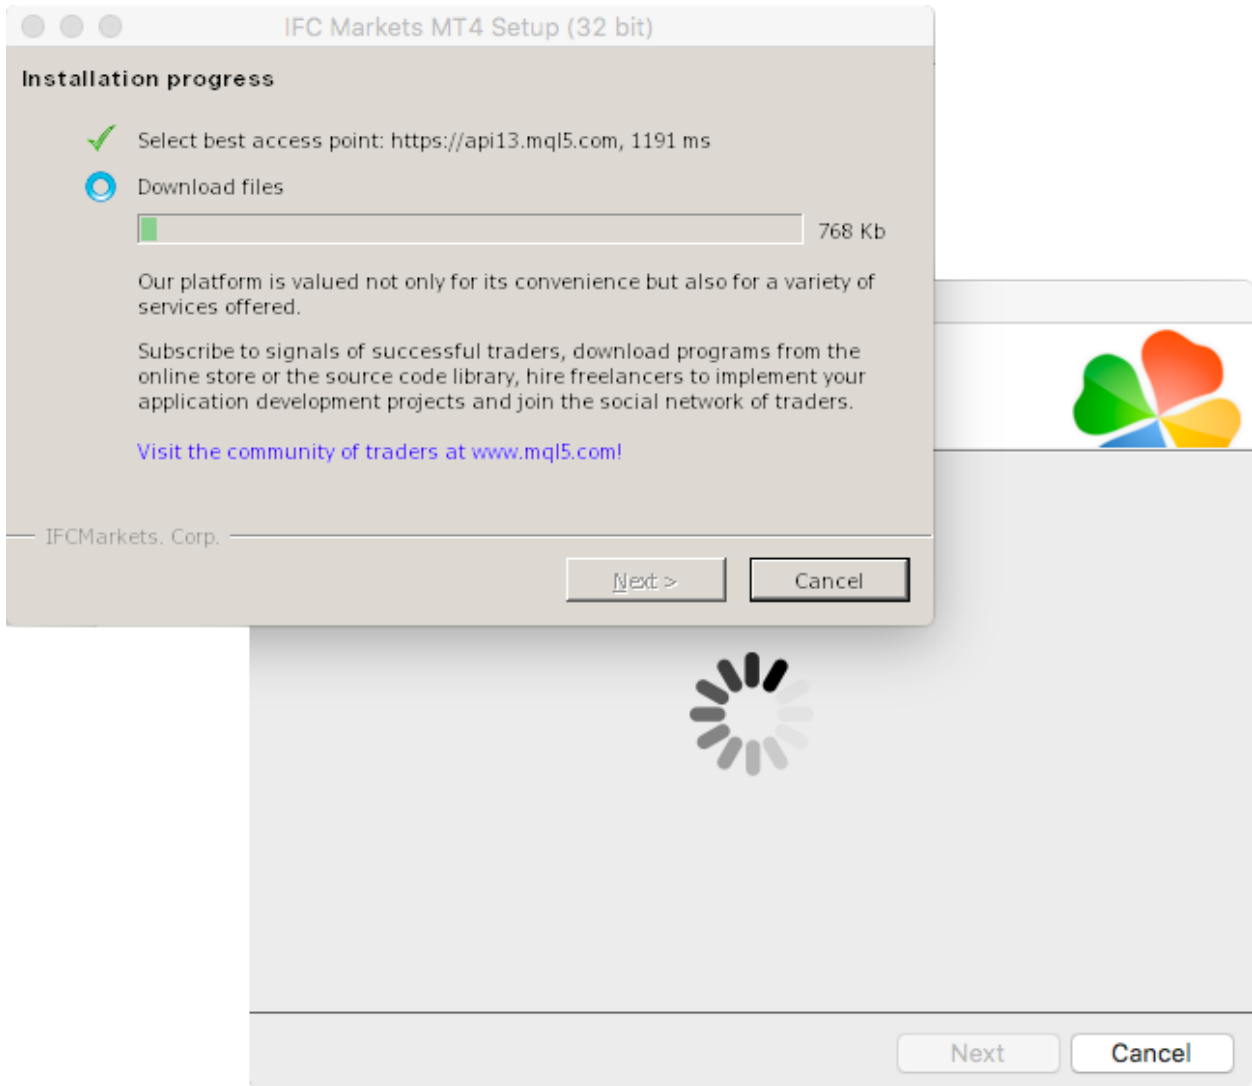 IFC Markets MT4 Setup (32 bit)
Installation progress
Select best access point: https://api13.mql5.com, 1191 ms
Download files
768 Kb
Our platform is valued not only for its convenience but also for a variety of
services offered.
Subscribe to signals of successful traders, download programs from the
online store or the source code library, hire freelancers to implement your
application development projects and join the social network of traders.
Visit the community of traders at www.mql5.com!
IFCMarkets. Corp.
Next >
Cancel
Next
Cancel